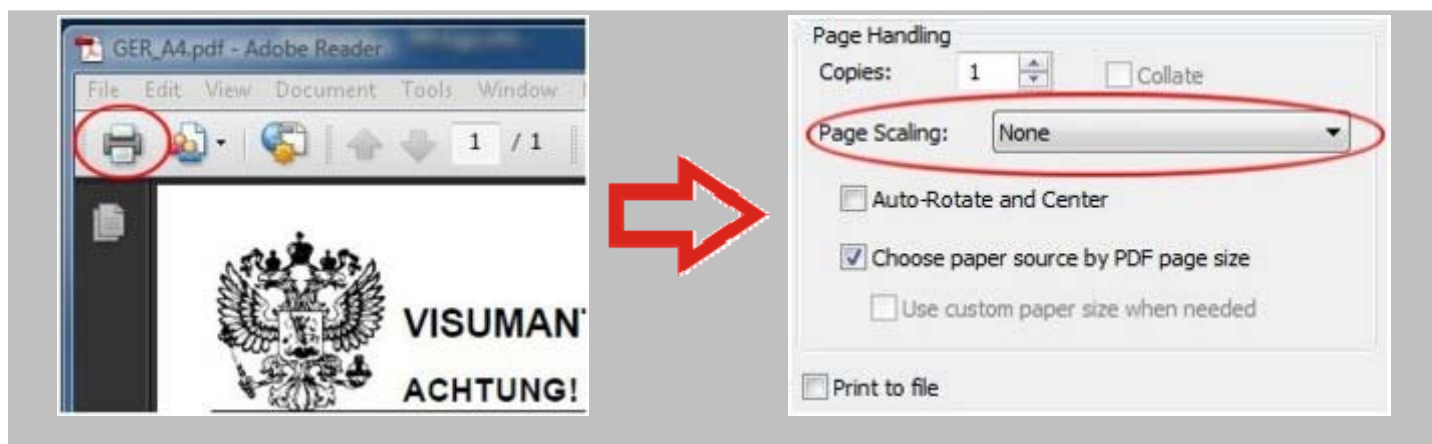 GER_A4.pdf - Adobe Reader
File Edit View Document Tools Window
1 / 1
VISUMAN
ACHTUNG!
Page Handling
Copies: 1 Collate
Page Scaling: None
Auto-Rotate and Center
Choose paper source by PDF page size
Use custom paper size when needed
Print to file